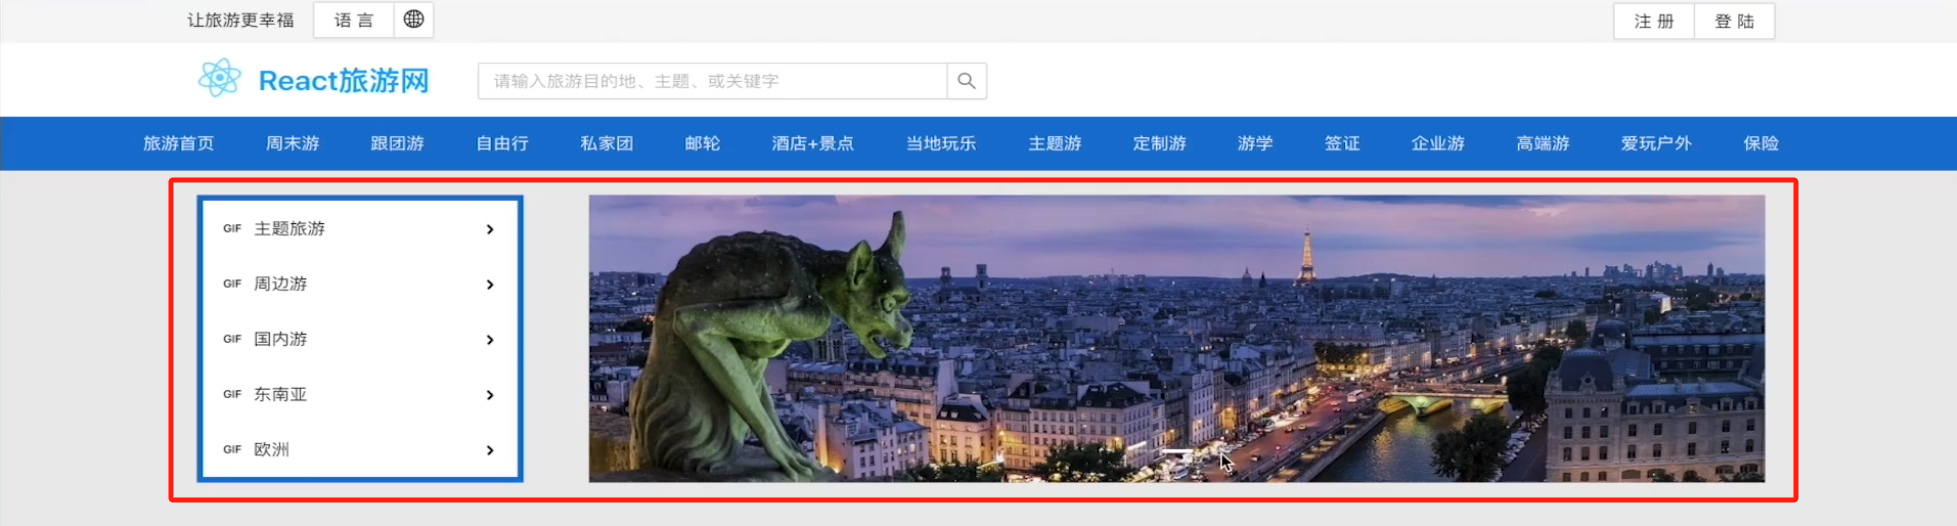 让旅游更幸福 语言 注册 登陆
React旅游网 请输入旅游目的地、主题、或关键字
旅游首页 周末游 跟团游 自由行 私家团 邮轮 酒店+景点 当地玩乐 主题游 定制游 游学 签证 企业游 高端游 爱玩户外 保险
GIF 主题旅游
GIF 周边游
GIF 国内游
GIF 东南亚
GIF 欧洲